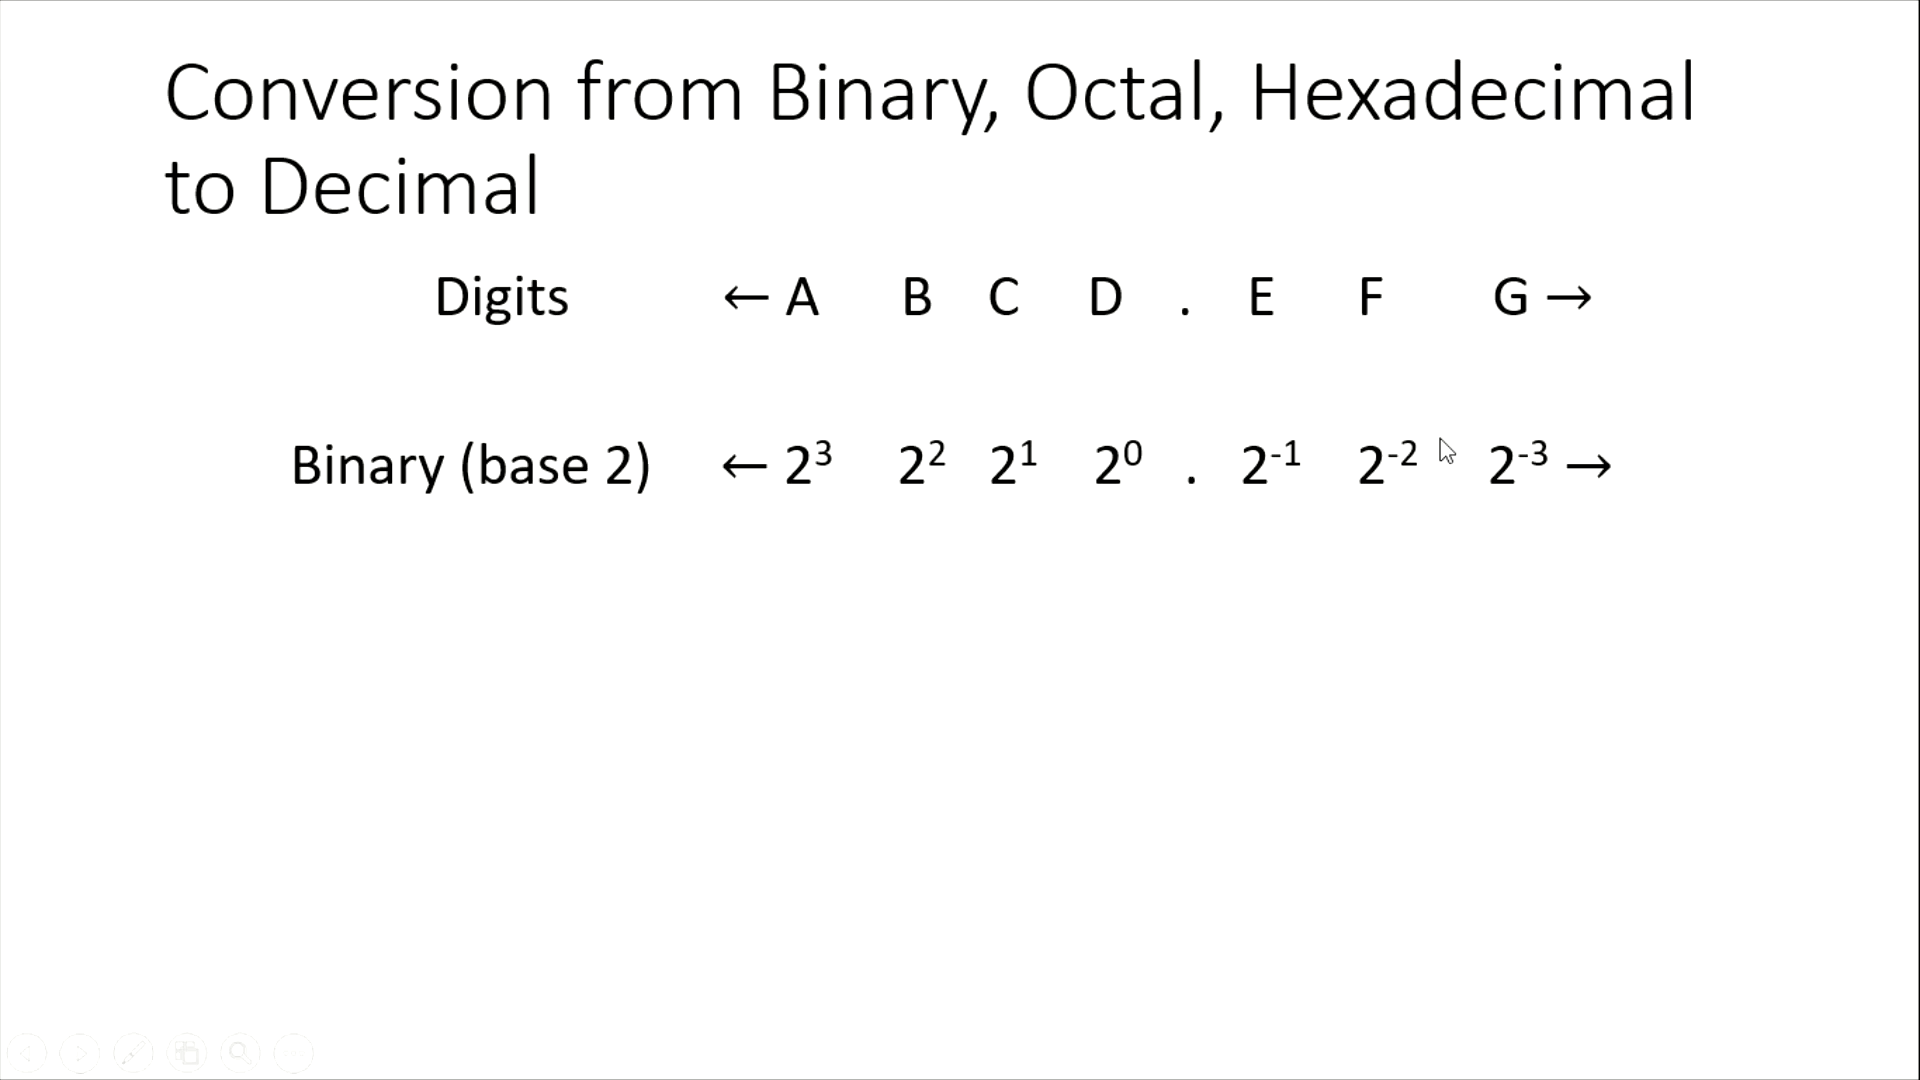 Conversion from Binary, Octal, Hexadecimal
to Decimal
Digits ← A B C D . E F G →
Binary (base 2) ← 2³ 2² 2¹ 2⁰ . 2⁻¹ 2⁻² 2⁻³ →